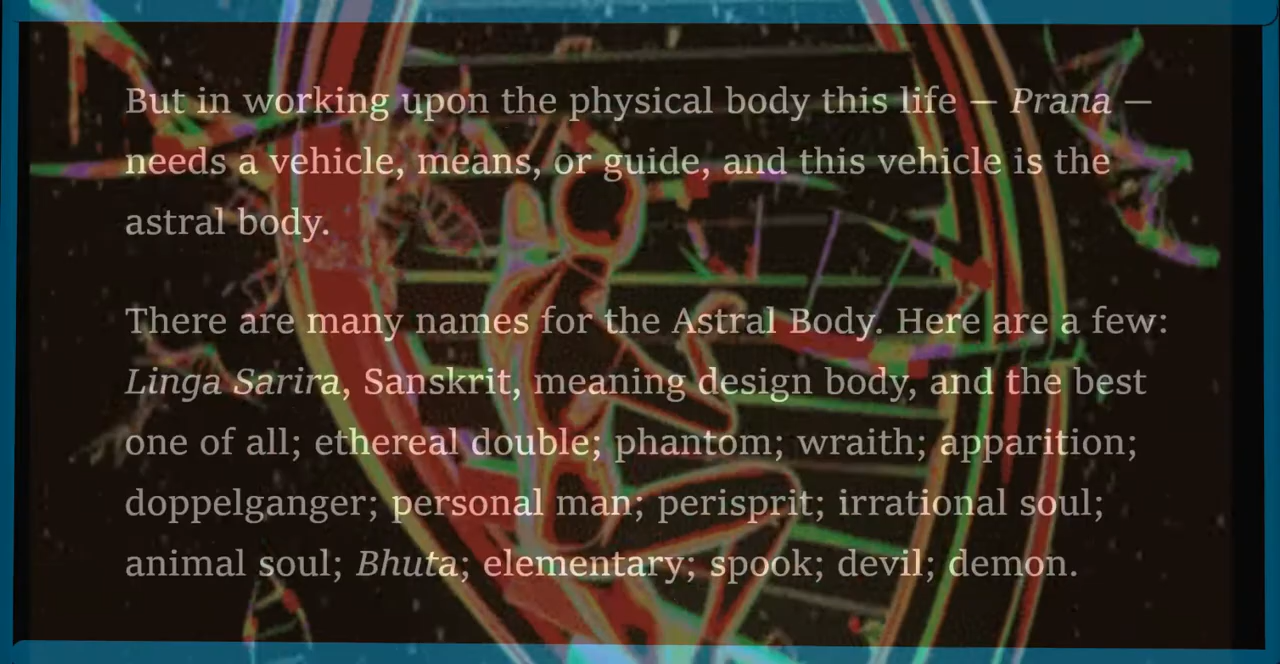 But in working upon the physical body this life — Prana —
needs a vehicle, means, or guide, and this vehicle is the
astral body.
There are many names for the Astral Body. Here are a few:
Linga Sarira, Sanskrit, meaning design body, and the best
one of all; ethereal double; phantom; wraith; apparition;
doppelganger; personal man; perisprit; irrational soul;
animal soul; Bhuta; elementary; spook; devil; demon.